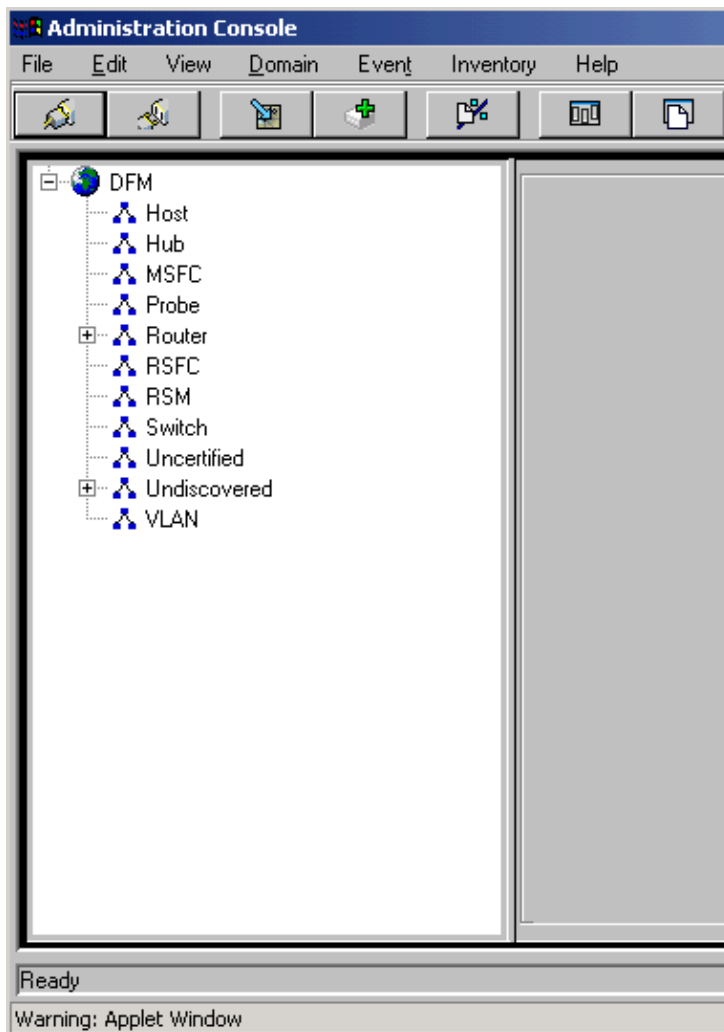 Administration Console
File Edit View Domain Event Inventory Help
DFM
Host
Hub
MSFC
Probe
Router
RSFC
RSM
Switch
Uncertified
Undiscovered
VLAN
Ready
Warning: Applet Window